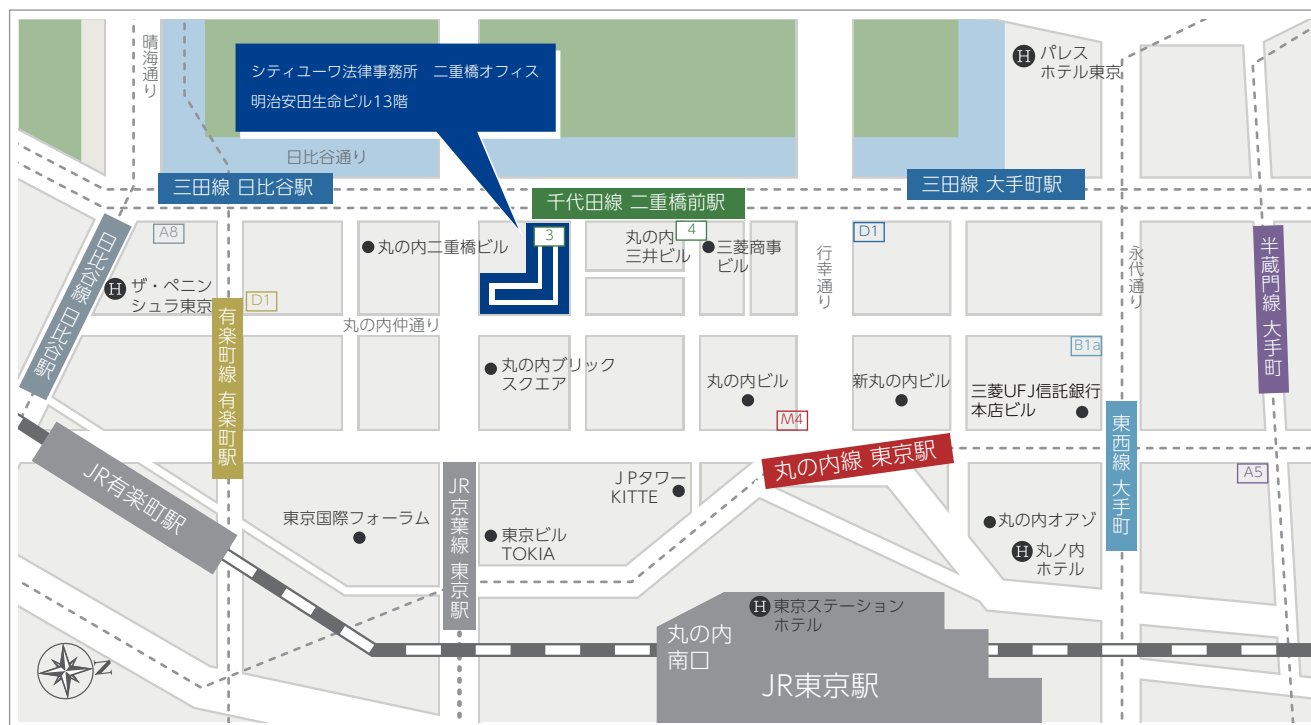 晴海通り
シティユーワ法律事務所　二重橋オフィス
明治安田生命ビル13階
H パレス
ホテル東京
日比谷通り
三田線 日比谷駅
千代田線 二重橋前駅
三田線 大手町駅
日比谷線 日比谷駅
A8
丸の内二重橋ビル
3
丸の内
三井ビル
4
三菱商事
ビル
行幸通り
D1
永代通り
半蔵門線 大手町
H ザ・ペニン
シュラ東京
D1
有楽町線 有楽町駅
丸の内仲通り
丸の内ブリック
スクエア
丸の内ビル
M4
新丸の内ビル
B1a
三菱UFJ信託銀行
本店ビル
東西線 大手町
丸の内線 東京駅
A5
JR有楽町駅
東京国際フォーラム
JR京葉線 東京駅
JPタワー
KITTE
東京ビル
TOKIA
丸の内オアゾ
H 丸ノ内
ホテル
H 東京ステーション
ホテル
丸の内
南口
JR東京駅
N